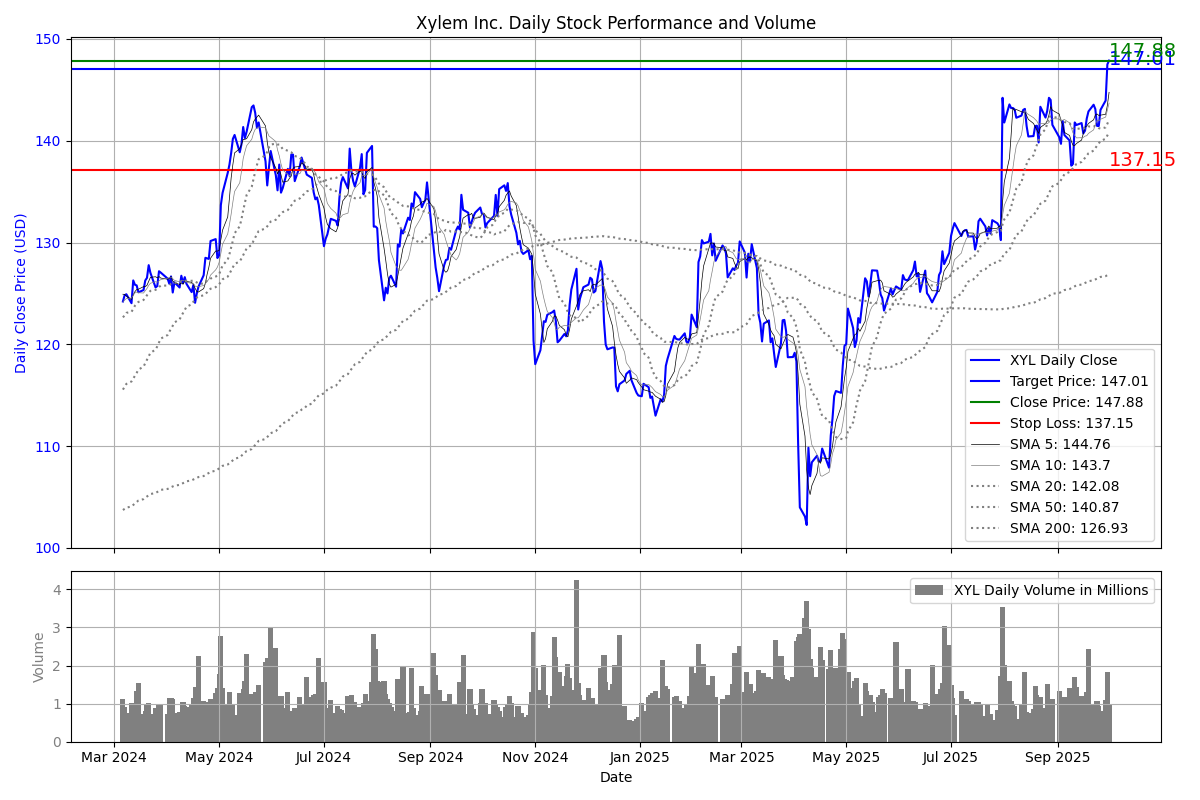 Xylem Inc. Daily Stock Performance and Volume
Daily Close Price (USD)
150
140
130
120
110
100
147.88
147.01
137.15
XYL Daily Close
Target Price: 147.01
Close Price: 147.88
Stop Loss: 137.15
SMA 5: 144.76
SMA 10: 143.7
SMA 20: 142.08
SMA 50: 140.87
SMA 200: 126.93
Volume
4
3
2
1
0
XYL Daily Volume in Millions
Mar 2024 May 2024 Jul 2024 Sep 2024 Nov 2024 Jan 2025 Mar 2025 May 2025 Jul 2025 Sep 2025
Date